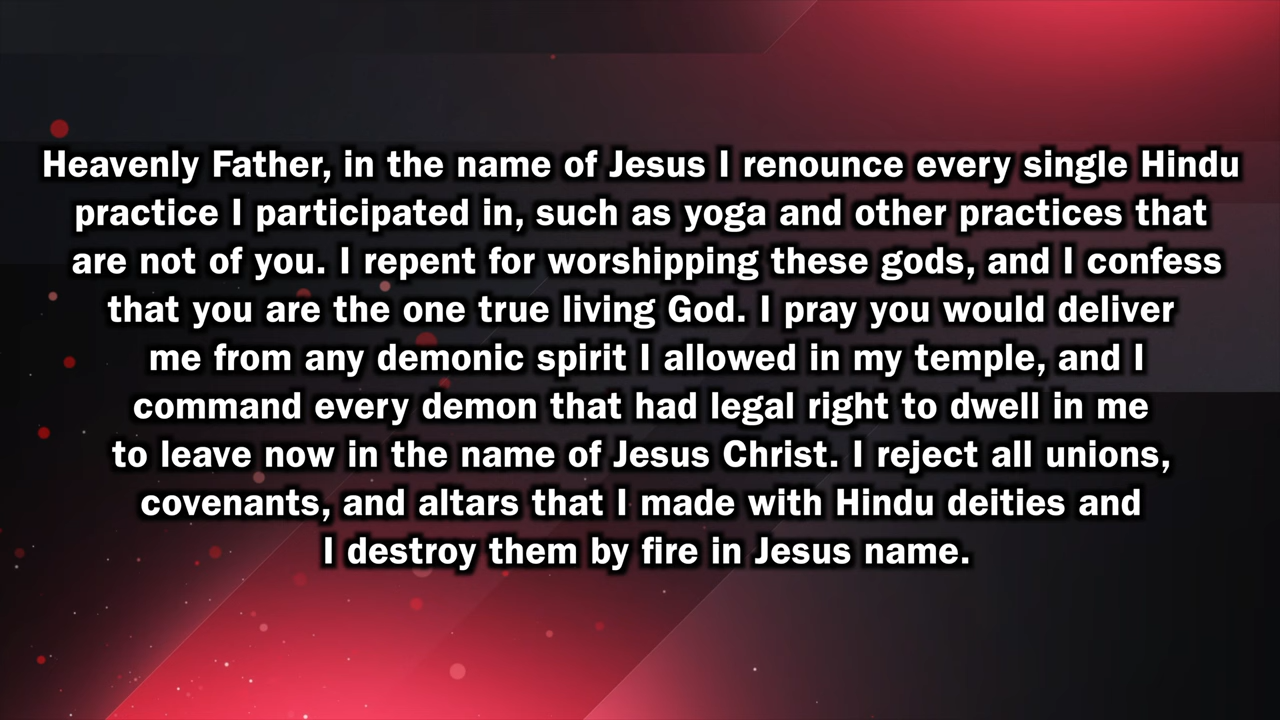 Heavenly Father, in the name of Jesus I renounce every single Hindu
practice I participated in, such as yoga and other practices that
are not of you. I repent for worshipping these gods, and I confess
that you are the one true living God. I pray you would deliver
me from any demonic spirit I allowed in my temple, and I
command every demon that had legal right to dwell in me
to leave now in the name of Jesus Christ. I reject all unions,
covenants, and altars that I made with Hindu deities and
I destroy them by fire in Jesus name.